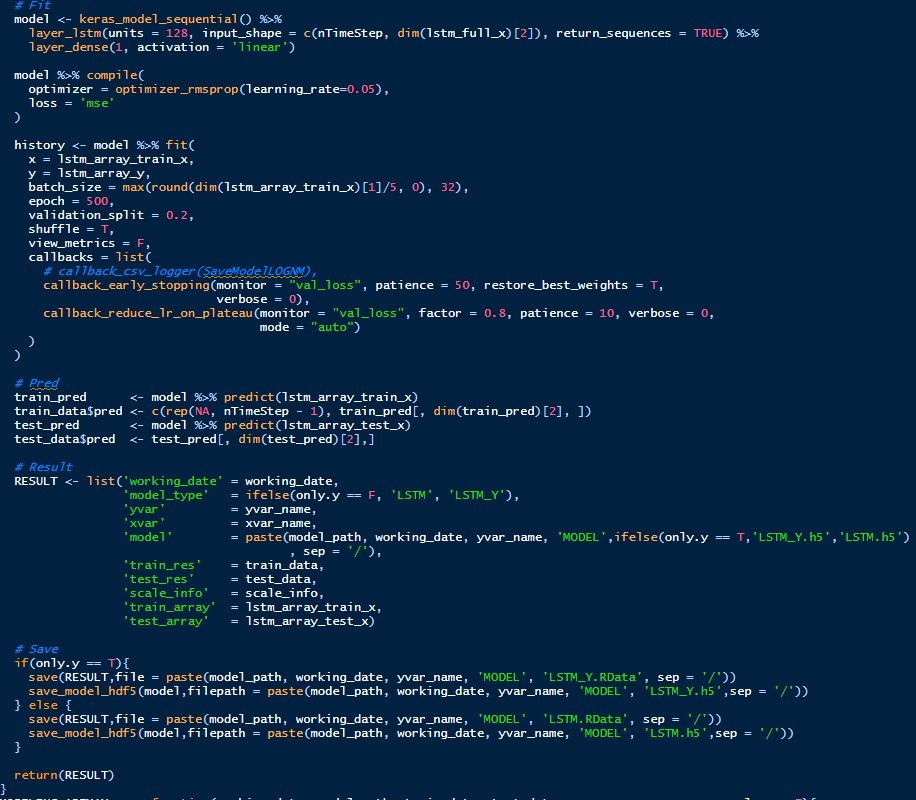 # Fit
model <- keras_model_sequential() %>%
layer_lstm(units = 128, input_shape = c(nTimeStep, dim(lstm_full_x)[2]), return_sequences = TRUE) %>%
layer_dense(1, activation = 'linear')
model %>% compile(
optimizer = optimizer_rmsprop(learning_rate=0.05),
loss = 'mse'
)
history <- model %>% fit(
x = lstm_array_train_x,
y = lstm_array_y,
batch_size = max(round(dim(lstm_array_train_x)[1]/5, 0), 32),
epoch = 500,
validation_split = 0.2,
shuffle = T,
view_metrics = F,
callbacks = list(
# callback_csv_logger(SaveModelLOGNM),
callback_early_stopping(monitor = "val_loss", patience = 50, restore_best_weights = T,
verbose = 0),
callback_reduce_lr_on_plateau(monitor = "val_loss", factor = 0.8, patience = 10, verbose = 0,
mode = "auto")
)
)
# Pred
train_pred <- model %>% predict(lstm_array_train_x)
train_data$pred <- c(rep(NA, nTimeStep - 1), train_pred[, dim(train_pred)[2], ])
test_pred <- model %>% predict(lstm_array_test_x)
test_data$pred <- test_pred[, dim(test_pred)[2],]
# Result
RESULT <- list('working_date' = working_date,
'model_type' = ifelse(only.y == F, 'LSTM', 'LSTM_Y'),
'yvar' = yvar_name,
'xvar' = xvar_name,
'model' = paste(model_path, working_date, yvar_name, 'MODEL',ifelse(only.y == T,'LSTM_Y.h5','LSTM.h5')
, sep = '/'),
'train_res' = train_data,
'test_res' = test_data,
'scale_info' = scale_info,
'train_array' = lstm_array_train_x,
'test_array' = lstm_array_test_x)
# Save
if(only.y == T){
save(RESULT,file = paste(model_path, working_date, yvar_name, 'MODEL', 'LSTM_Y.RData', sep = '/'))
save_model_hdf5(model,filepath = paste(model_path, working_date, yvar_name, 'MODEL', 'LSTM_Y.h5',sep = '/'))
} else {
save(RESULT,file = paste(model_path, working_date, yvar_name, 'MODEL', 'LSTM.RData', sep = '/'))
save_model_hdf5(model,filepath = paste(model_path, working_date, yvar_name, 'MODEL', 'LSTM.h5',sep = '/'))
}
return(RESULT)
}